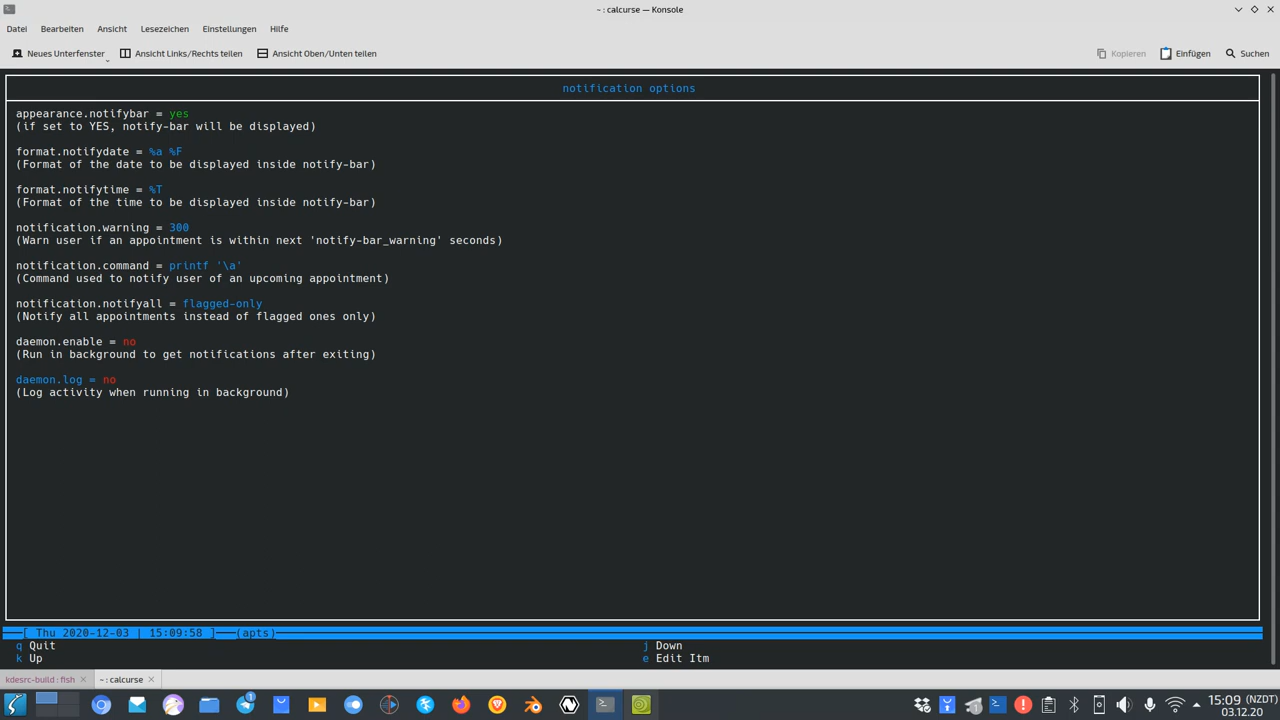 ~ : calcurse — Konsole
Datei Bearbeiten Ansicht Lesezeichen Einstellungen Hilfe
Neues Unterfenster Ansicht Links/Rechts teilen Ansicht Oben/Unten teilen Kopieren Einfügen Suchen
notification options
appearance.notifybar = yes
(if set to YES, notify-bar will be displayed)
format.notifydate = %a %F
(Format of the date to be displayed inside notify-bar)
format.notifytime = %T
(Format of the time to be displayed inside notify-bar)
notification.warning = 300
(Warn user if an appointment is within next 'notify-bar_warning' seconds)
notification.command = printf '\a'
(Command used to notify user of an upcoming appointment)
notification.notifyall = flagged-only
(Notify all appointments instead of flagged ones only)
daemon.enable = no
(Run in background to get notifications after exiting)
daemon.log = no
(Log activity when running in background)
[ Thu 2020-12-03 | 15:09:58 ] (apts)
q Quit j Down
k Up e Edit Itm
kdesrc-build : fish ~ : calcurse
1
15:09 (NZDT)
03.12.20